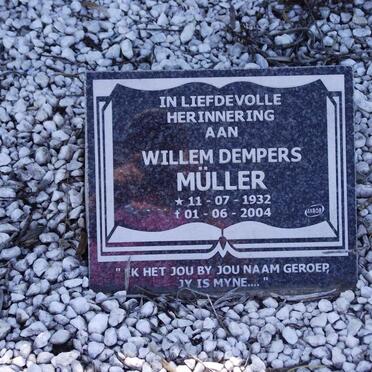 IN LIEFDEVOLLE
HERINNERING
AAN
WILLEM DEMPERS
MÜLLER
★ 11 - 07 - 1932
† 01 - 06 - 2004
" EK HET JOU BY JOU NAAM GEROEP
JY IS MYNE.... "